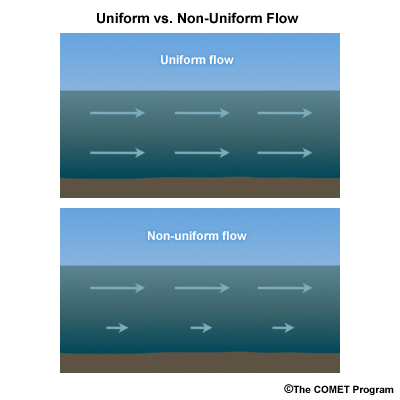 Uniform vs. Non-Uniform Flow
Uniform flow
Non-uniform flow
©The COMET Program